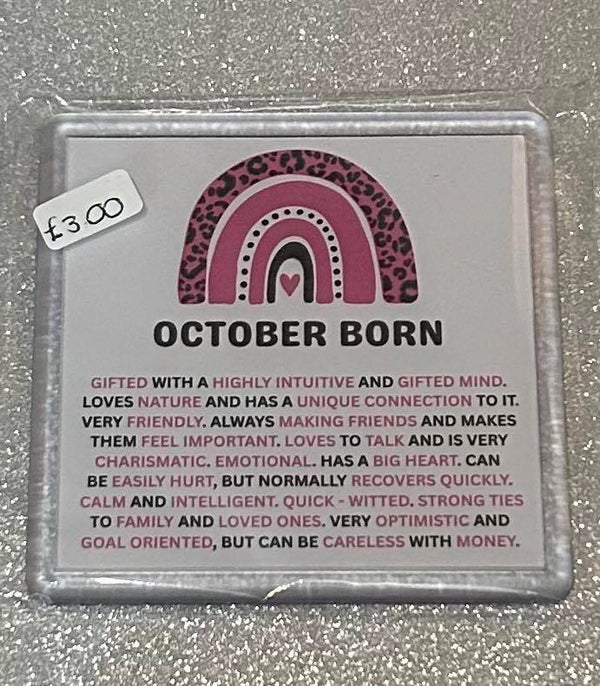 £3.00
OCTOBER BORN
GIFTED WITH A HIGHLY INTUITIVE AND GIFTED MIND.
LOVES NATURE AND HAS A UNIQUE CONNECTION TO IT.
VERY FRIENDLY. ALWAYS MAKING FRIENDS AND MAKES
THEM FEEL IMPORTANT. LOVES TO TALK AND IS VERY
CHARISMATIC. EMOTIONAL. HAS A BIG HEART. CAN
BE EASILY HURT, BUT NORMALLY RECOVERS QUICKLY.
CALM AND INTELLIGENT. QUICK - WITTED. STRONG TIES
TO FAMILY AND LOVED ONES. VERY OPTIMISTIC AND
GOAL ORIENTED, BUT CAN BE CARELESS WITH MONEY.